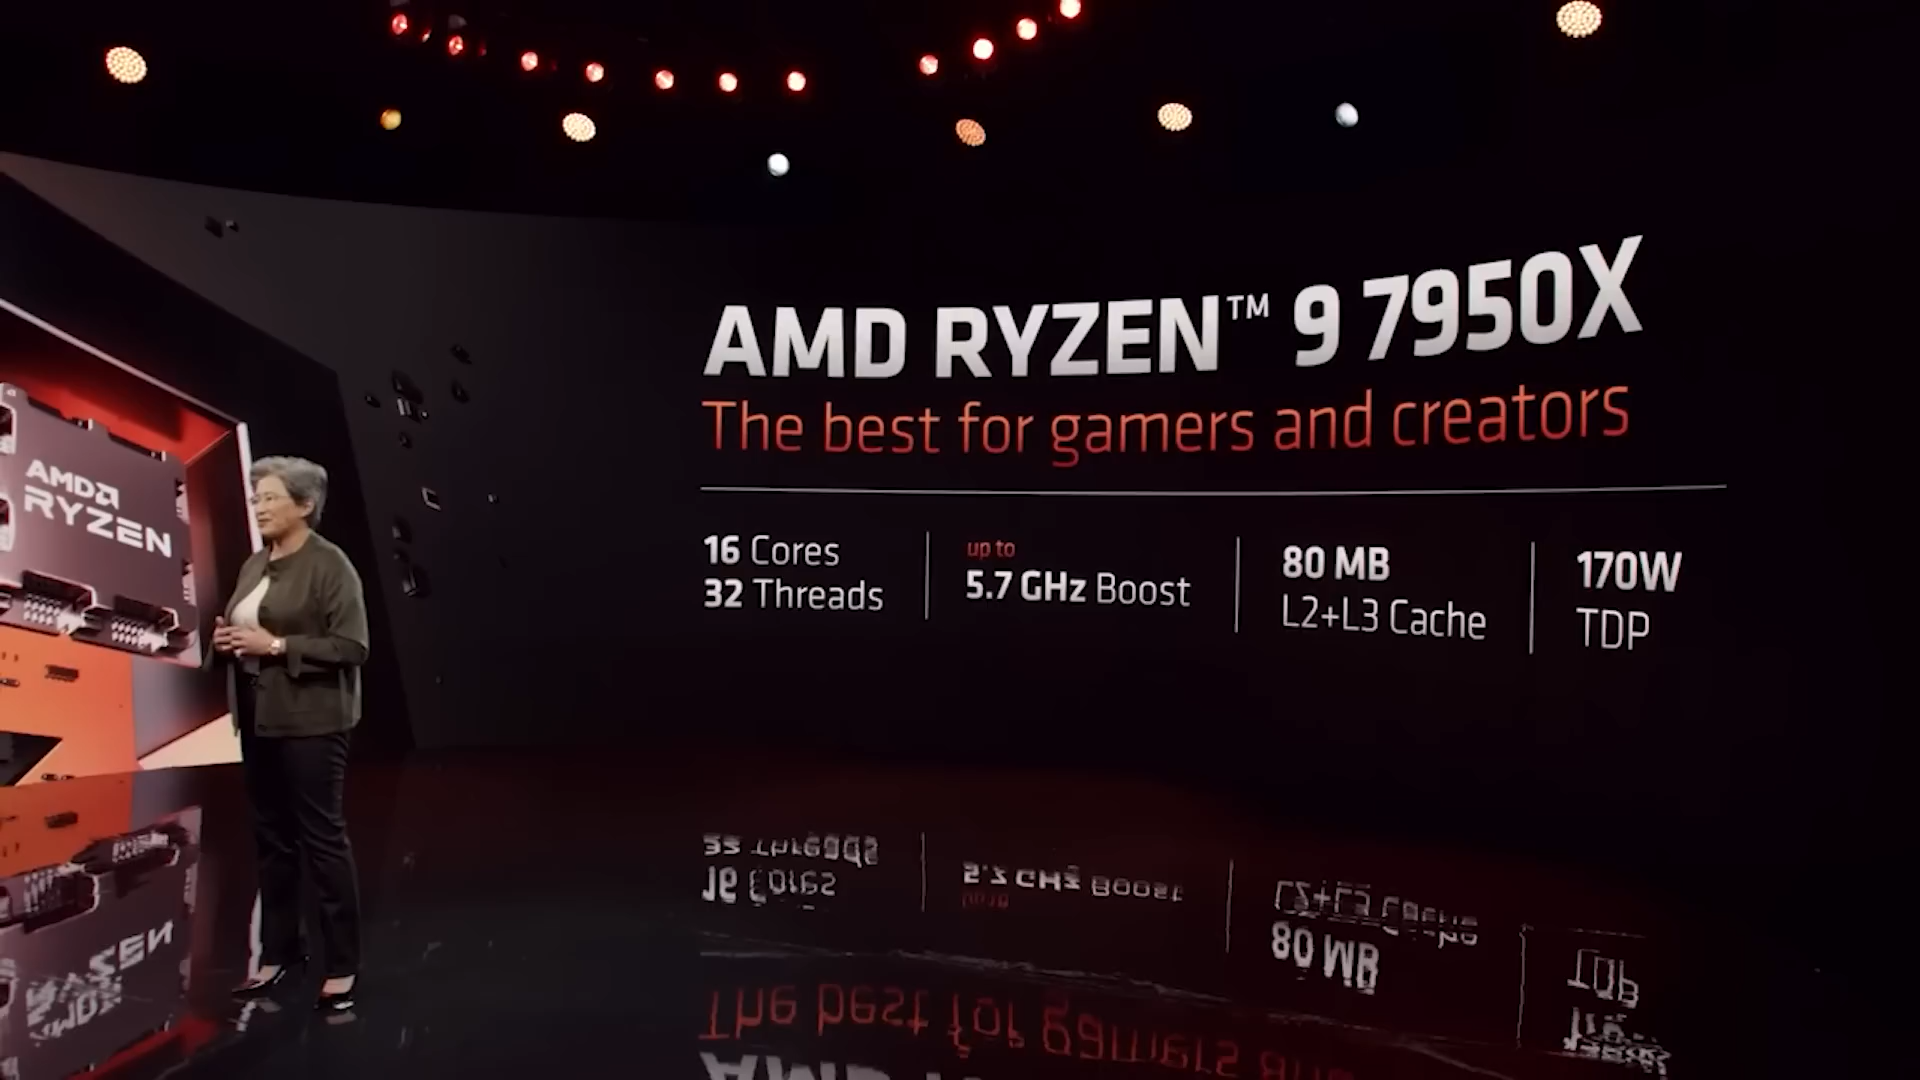 AMD RYZEN™ 9 7950X
The best for gamers and creators
16 Cores
32 Threads
up to
5.7 GHz Boost
80 MB
L2+L3 Cache
170W
TDP
AMD
RYZEN